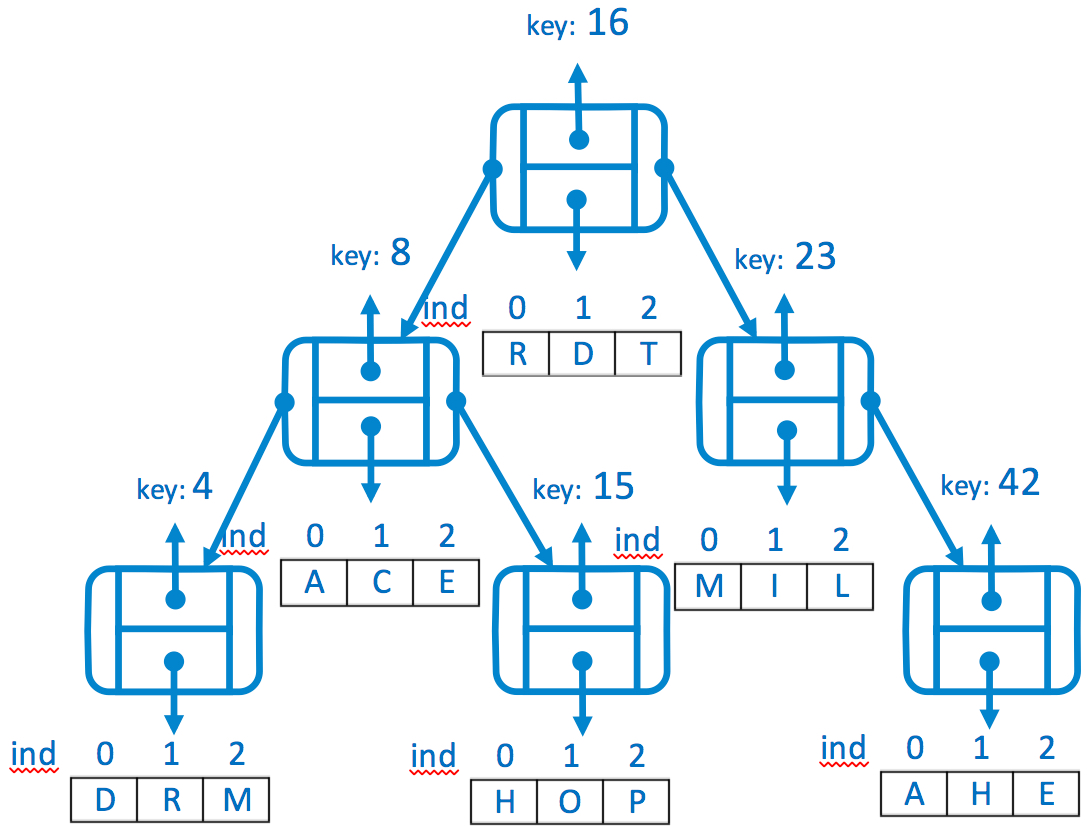 key: 16
key: 8
key: 23
ind 0 1 2
R D T
key: 4
key: 15
key: 42
ind 0 1 2
A C E
ind 0 1 2
M I L
ind 0 1 2
D R M
ind 0 1 2
H O P
ind 0 1 2
A H E